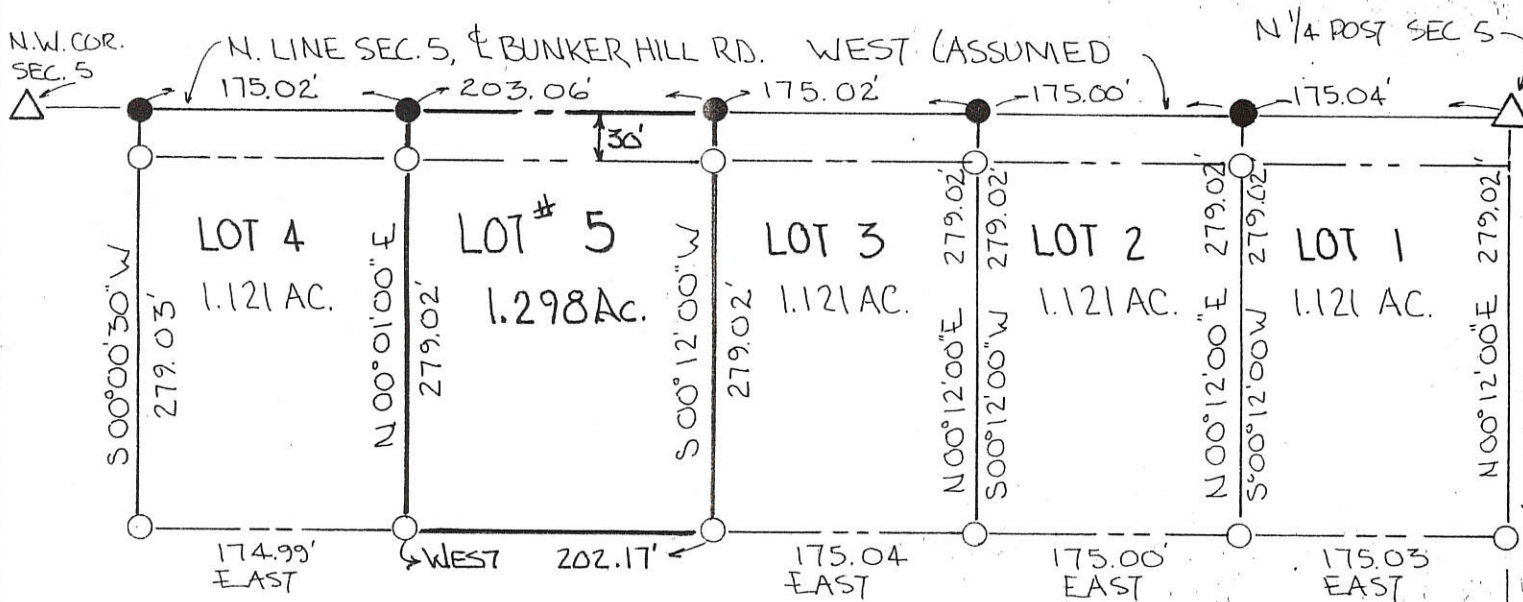 N.W. COR.
SEC. 5
N. LINE SEC. 5, ℄ BUNKER HILL RD. WEST (ASSUMED
N 1/4 POST SEC 5
175.02'
203.06'
175.02'
175.00'
175.04'
30'
LOT 4
1.121 AC.
LOT # 5
1.298 Ac.
LOT 3
1.121 AC.
LOT 2
1.121 AC.
LOT 1
1.121 AC.
S 00°00'30" W
279.03'
N 00°01'00" E
279.02'
S 00°12'00" W
279.02'
N00°12'00"E 279.02'
S00°12'00"W 279.02'
N 00°12'00" E 279.02'
S 00°12'00W 279.02'
N 00°12'00"E 279.02'
174.99'
EAST
WEST 202.17'
175.04
EAST
175.00'
EAST
175.03
EAST